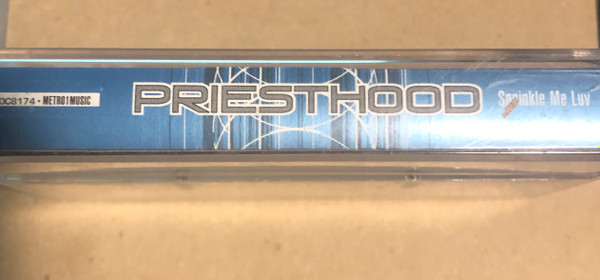 DC8174 • METRO1MUSIC PRIESTHOOD Sprinkle Me Luv